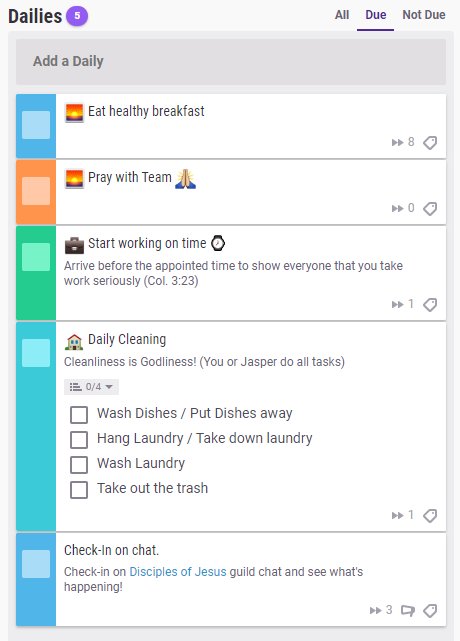 Dailies 5 All Due Not Due
Add a Daily
Eat healthy breakfast
8
Pray with Team
0
Start working on time
Arrive before the appointed time to show everyone that you take
work seriously (Col. 3:23)
1
Daily Cleaning
Cleanliness is Godliness! (You or Jasper do all tasks)
0/4
Wash Dishes / Put Dishes away
Hang Laundry / Take down laundry
Wash Laundry
Take out the trash
1
Check-In on chat.
Check-in on Disciples of Jesus guild chat and see what's
happening!
3